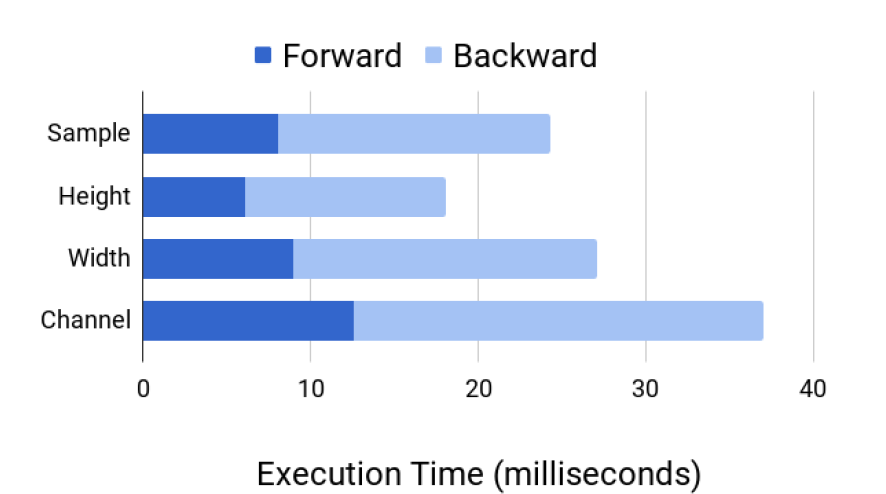 Forward Backward
Sample
Height
Width
Channel
0 10 20 30 40
Execution Time (milliseconds)